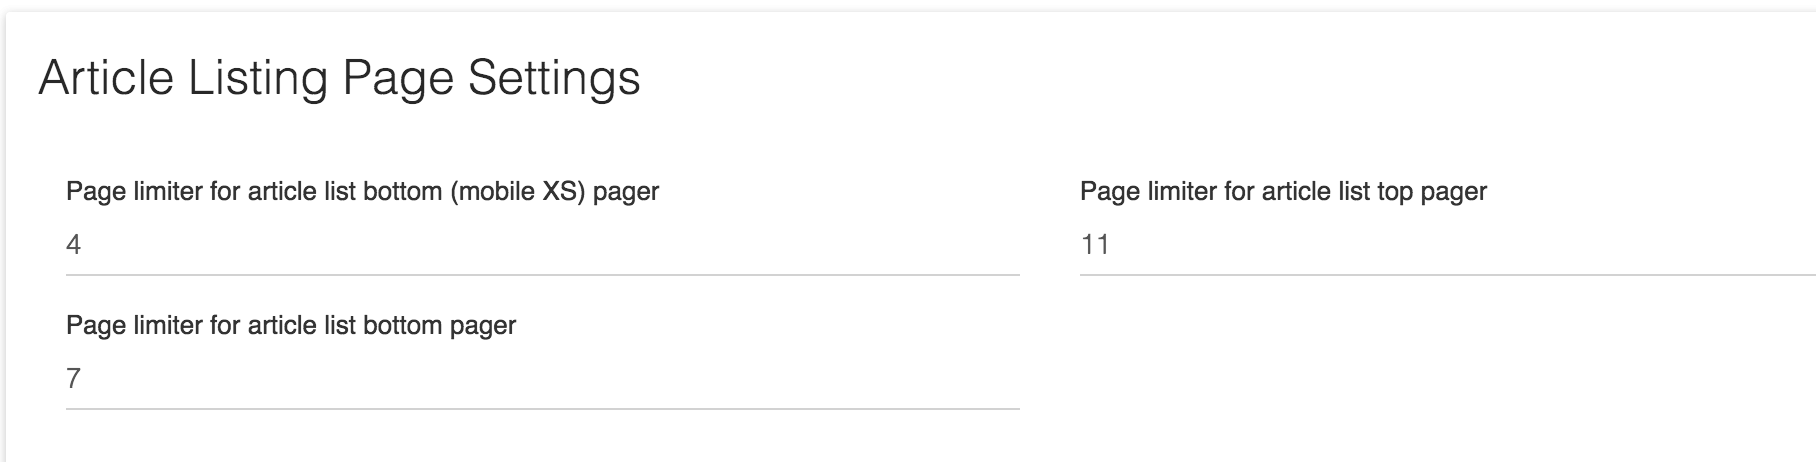 Article Listing Page Settings
Page limiter for article list bottom (mobile XS) pager
4
Page limiter for article list top pager
11
Page limiter for article list bottom pager
7